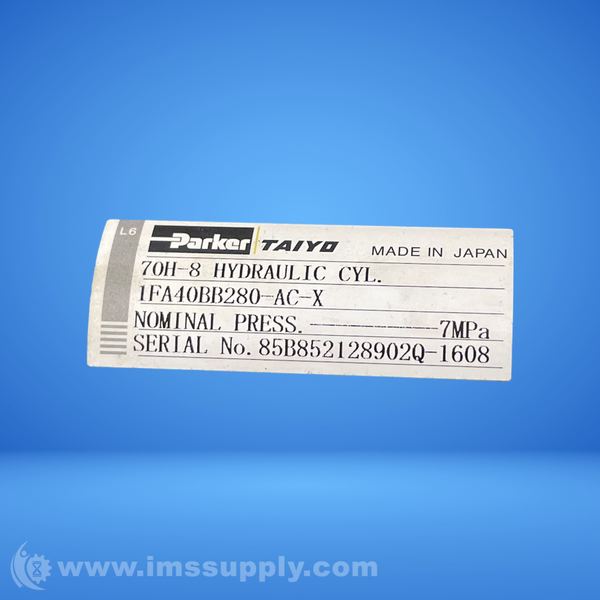 L6
Parker TAIYO MADE IN JAPAN
70H-8 HYDRAULIC CYL.
1FA40BB280-AC-X
NOMINAL PRESS. 7MPa
SERIAL No. 85B852128902Q-1608
www.imssupply.com